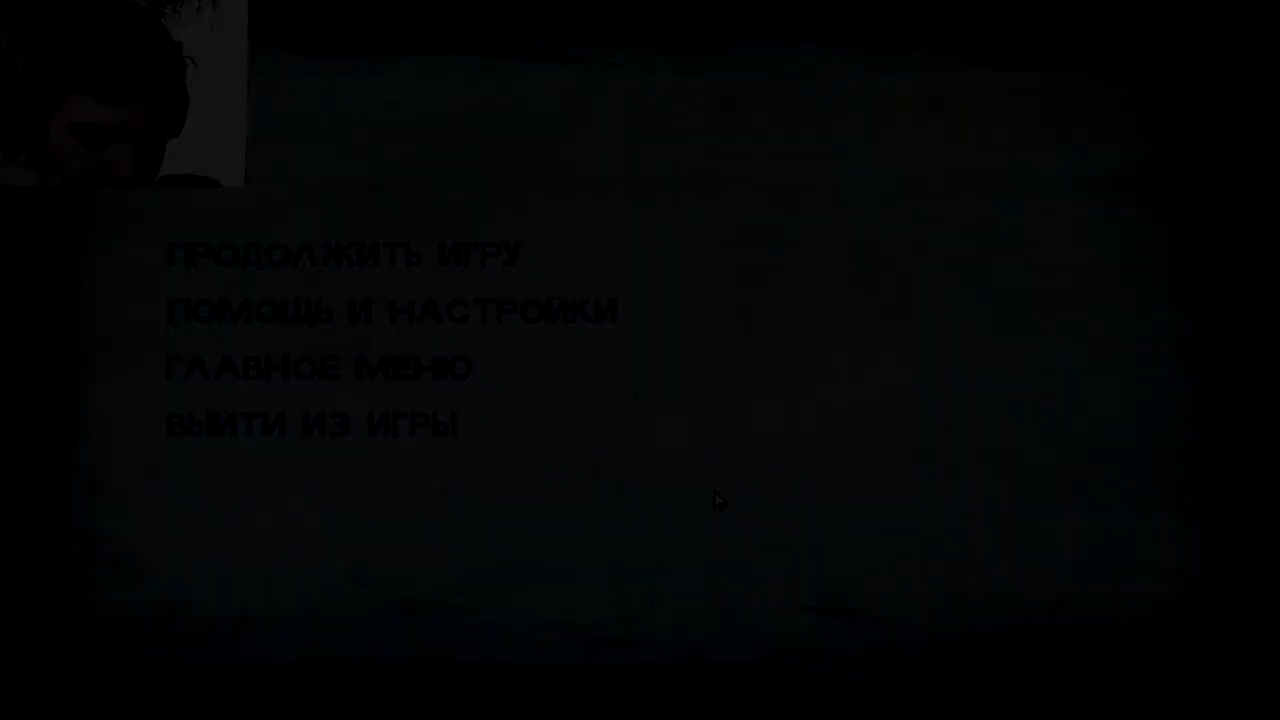 ПРОДОЛЖИТЬ ИГРУ
ПОМОЩЬ И НАСТРОЙКИ
ГЛАВНОЕ МЕНЮ
ВЫЙТИ ИЗ ИГРЫ